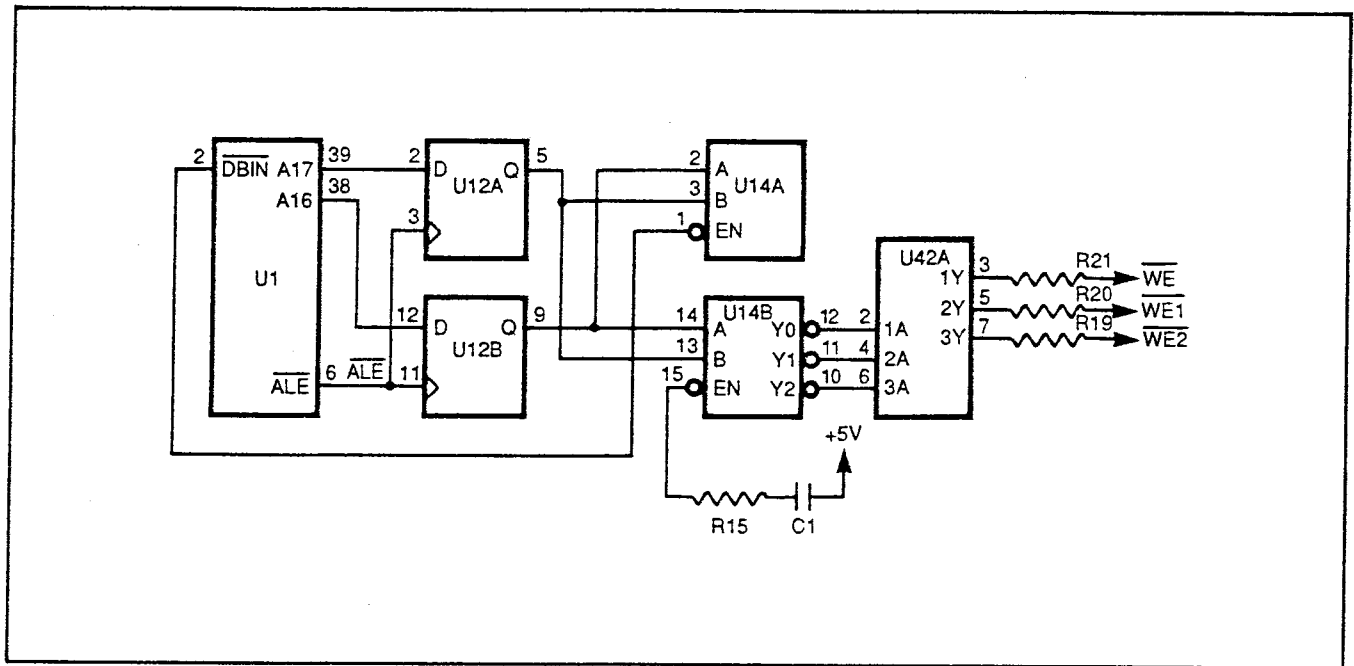 2 DBIN A17 39 2 D Q 5 2 A
U12A U14A
38 3 B
A16 3 1 EN
U42A
U1 1Y 3 R21 WE
U14B 2Y 5 R20 WE1
12 D Q 9 14 A Y0 12 2 1A 3Y 7 R19 WE2
U12B 13 B Y1 11 4 2A
ALE 6 ALE 11 15 EN Y2 10 6 3A
+5V
R15 C1